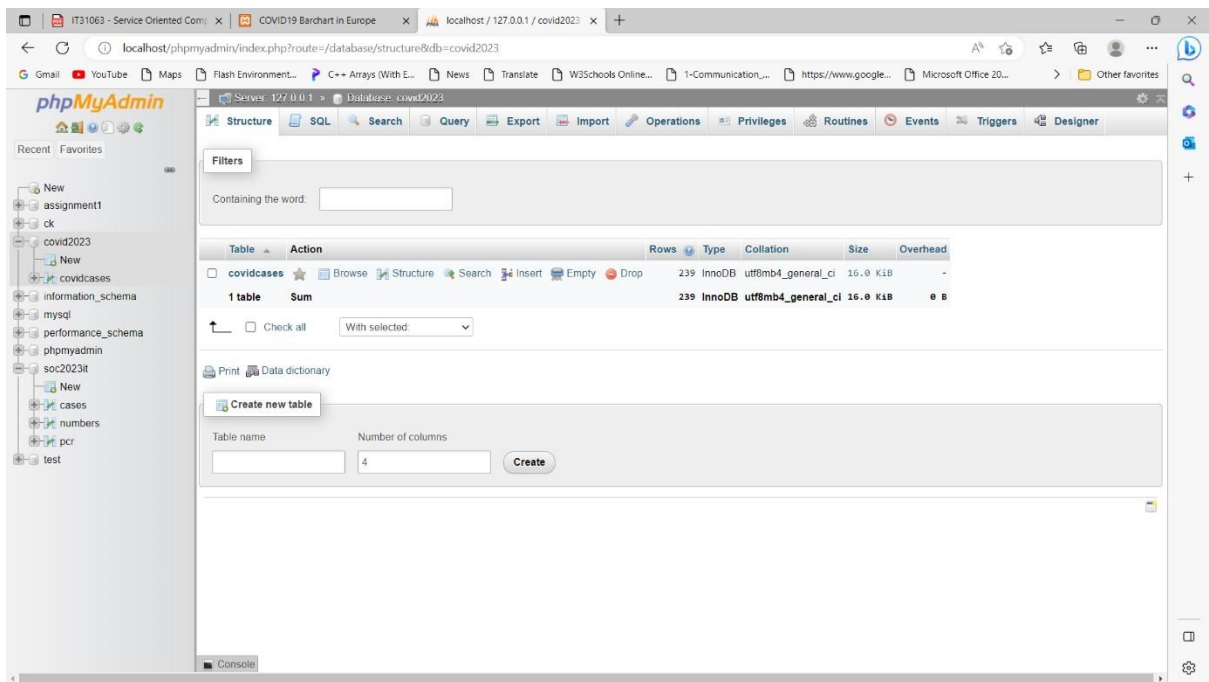 IT31063 - Service Oriented Com
COVID19 Barchart in Europe
localhost / 127.0.0.1 / covid2023
localhost/phpmyadmin/index.php?route=/database/structure&db=covid2023
Gmail YouTube Maps Flash Environment... C++ Arrays (With E... News Translate W3Schools Online... 1-Communication_... https://www.google... Microsoft Office 20... Other favorites
phpMyAdmin
Recent Favorites
New
assignment1
ck
covid2023
New
covidcases
information_schema
mysql
performance_schema
phpmyadmin
soc2023it
New
cases
numbers
pcr
test
Server: 127.0.0.1 » Database: covid2023
Structure SQL Search Query Export Import Operations Privileges Routines Events Triggers Designer
Filters
Containing the word:
Table Action Rows Type Collation Size Overhead
covidcases Browse Structure Search Insert Empty Drop 239 InnoDB utf8mb4_general_ci 16.0 KiB -
1 table Sum 239 InnoDB utf8mb4_general_ci 16.0 KiB 0 B
Check all With selected:
Print Data dictionary
Create new table
Table name Number of columns
4 Create
Console